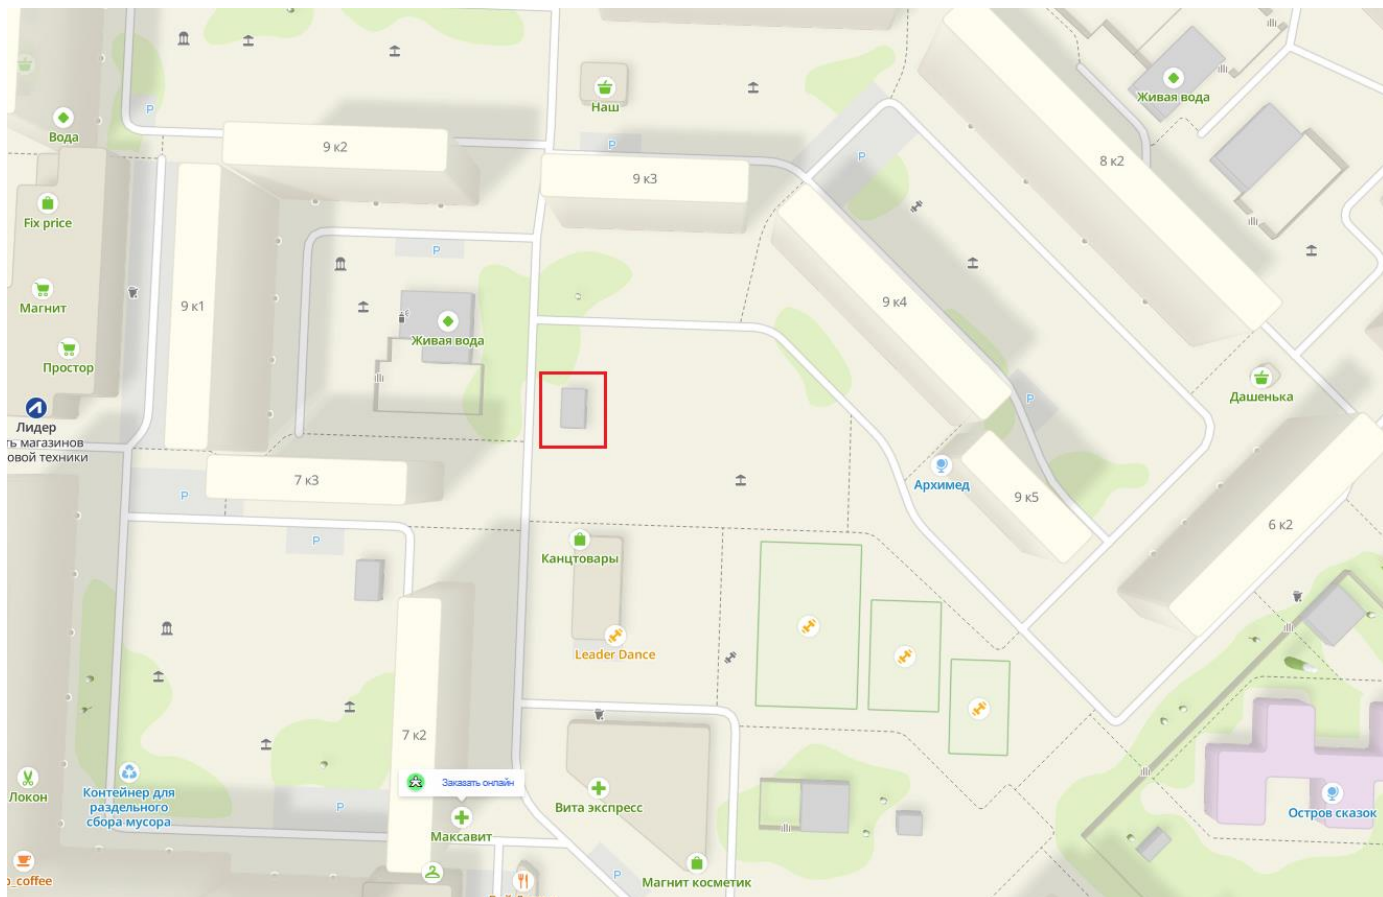 Наш
Живая вода
P
Вода
9 к2
P
P
8 к2
9 к3
Fix price
P
9 к1
Магнит
9 к4
Живая вода
Простор
Дашенька
P
Лидер
ть магазинов
овой техники
7 к3
Архимед
P
9 к5
6 к2
P
Канцтовары
Leader Dance
7 к2
Заказать онлайн
Локон
Контейнер для
раздельного
сбора мусора
P
Вита экспресс
Остров сказок
Максавит
o_coffee
P
Магнит косметик